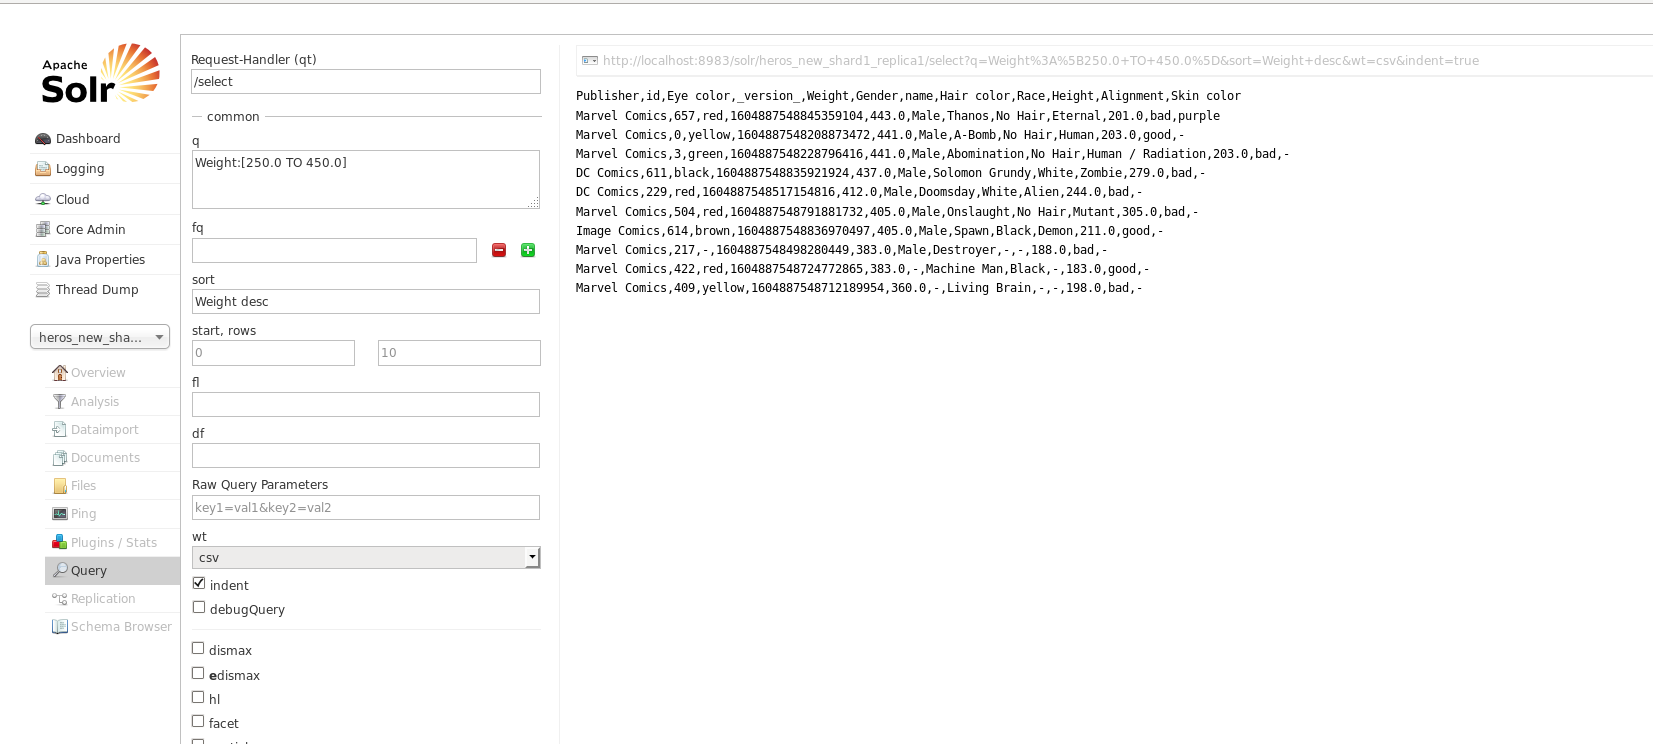 Apache
Solr
Dashboard
Logging
Cloud
Core Admin
Java Properties
Thread Dump
heros_new_sha...
Overview
Analysis
Dataimport
Documents
Files
Ping
Plugins / Stats
Query
Replication
Schema Browser
Request-Handler (qt)
/select
common
q
Weight:[250.0 TO 450.0]
fq
sort
Weight desc
start, rows
0 10
fl
df
Raw Query Parameters
key1=val1&key2=val2
wt
csv
indent
debugQuery
dismax
edismax
hl
facet
http://localhost:8983/solr/heros_new_shard1_replica1/select?q=Weight%3A%5B250.0+TO+450.0%5D&sort=Weight+desc&wt=csv&indent=true
Publisher,id,Eye color,_version_,Weight,Gender,name,Hair color,Race,Height,Alignment,Skin color
Marvel Comics,657,red,1604887548845359104,443.0,Male,Thanos,No Hair,Eternal,201.0,bad,purple
Marvel Comics,0,yellow,1604887548208873472,441.0,Male,A-Bomb,No Hair,Human,203.0,good,-
Marvel Comics,3,green,1604887548228796416,441.0,Male,Abomination,No Hair,Human / Radiation,203.0,bad,-
DC Comics,611,black,1604887548835921924,437.0,Male,Solomon Grundy,White,Zombie,279.0,bad,-
DC Comics,229,red,1604887548517154816,412.0,Male,Doomsday,White,Alien,244.0,bad,-
Marvel Comics,504,red,1604887548791881732,405.0,Male,Onslaught,No Hair,Mutant,305.0,bad,-
Image Comics,614,brown,1604887548836970497,405.0,Male,Spawn,Black,Demon,211.0,good,-
Marvel Comics,217,-,1604887548498280449,383.0,Male,Destroyer,-,-,188.0,bad,-
Marvel Comics,422,red,1604887548724772865,383.0,-,Machine Man,Black,-,183.0,good,-
Marvel Comics,409,yellow,1604887548712189954,360.0,-,Living Brain,-,-,198.0,bad,-